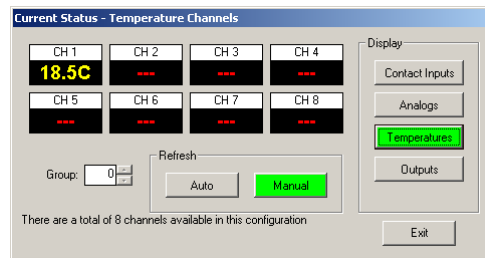 Current Status - Temperature Channels
CH 1 CH 2 CH 3 CH 4
18.5C --- --- ---
CH 5 CH 6 CH 7 CH 8
--- --- --- ---
Group: 0
Refresh
Auto Manual
There are a total of 8 channels available in this configuration
Display
Contact Inputs
Analogs
Temperatures
Outputs
Exit